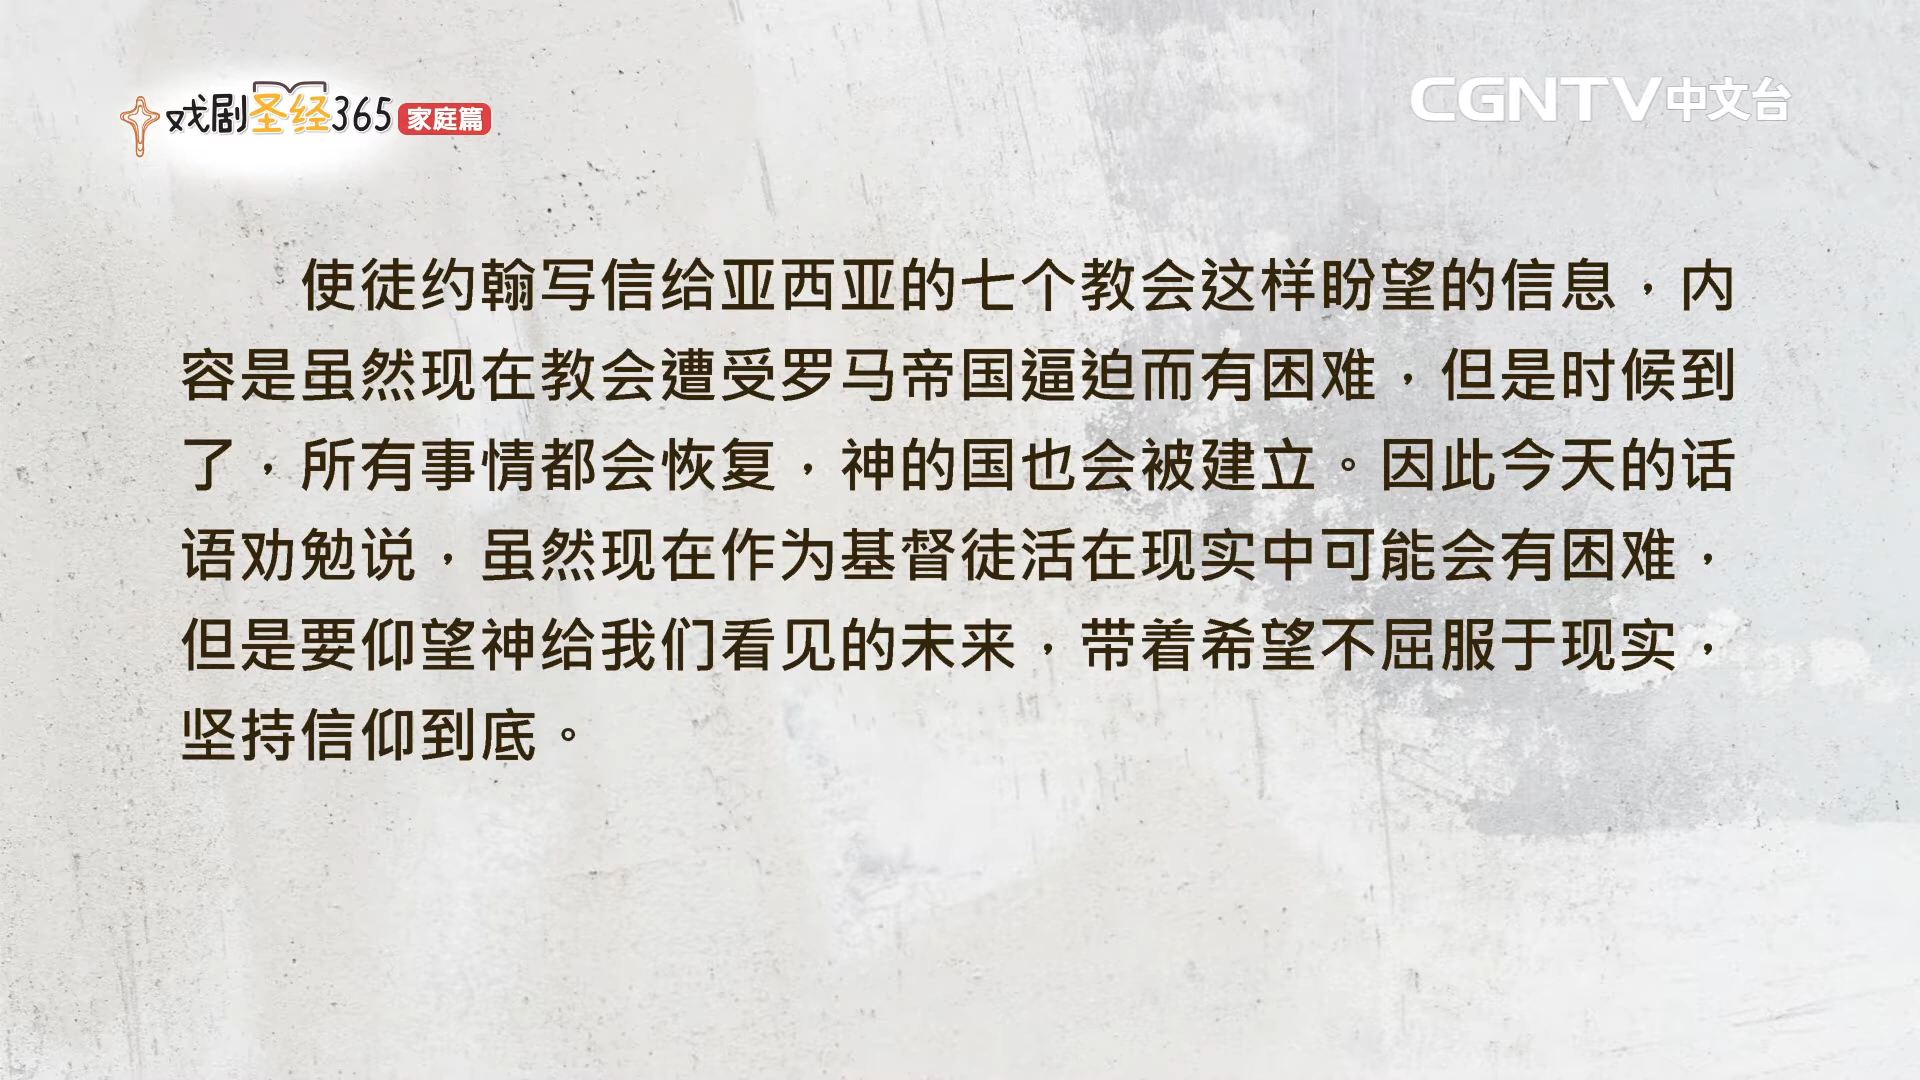 戏剧圣经365 家庭篇
CGNTV中文台
使徒约翰写信给亚西亚的七个教会这样盼望的信息，内
容是虽然现在教会遭受罗马帝国逼迫而有困难，但是时候到
了，所有事情都会恢复，神的国也会被建立。因此今天的话
语劝勉说，虽然现在作为基督徒活在现实中可能会有困难，
但是要仰望神给我们看见的未来，带着希望不屈服于现实，
坚持信仰到底。